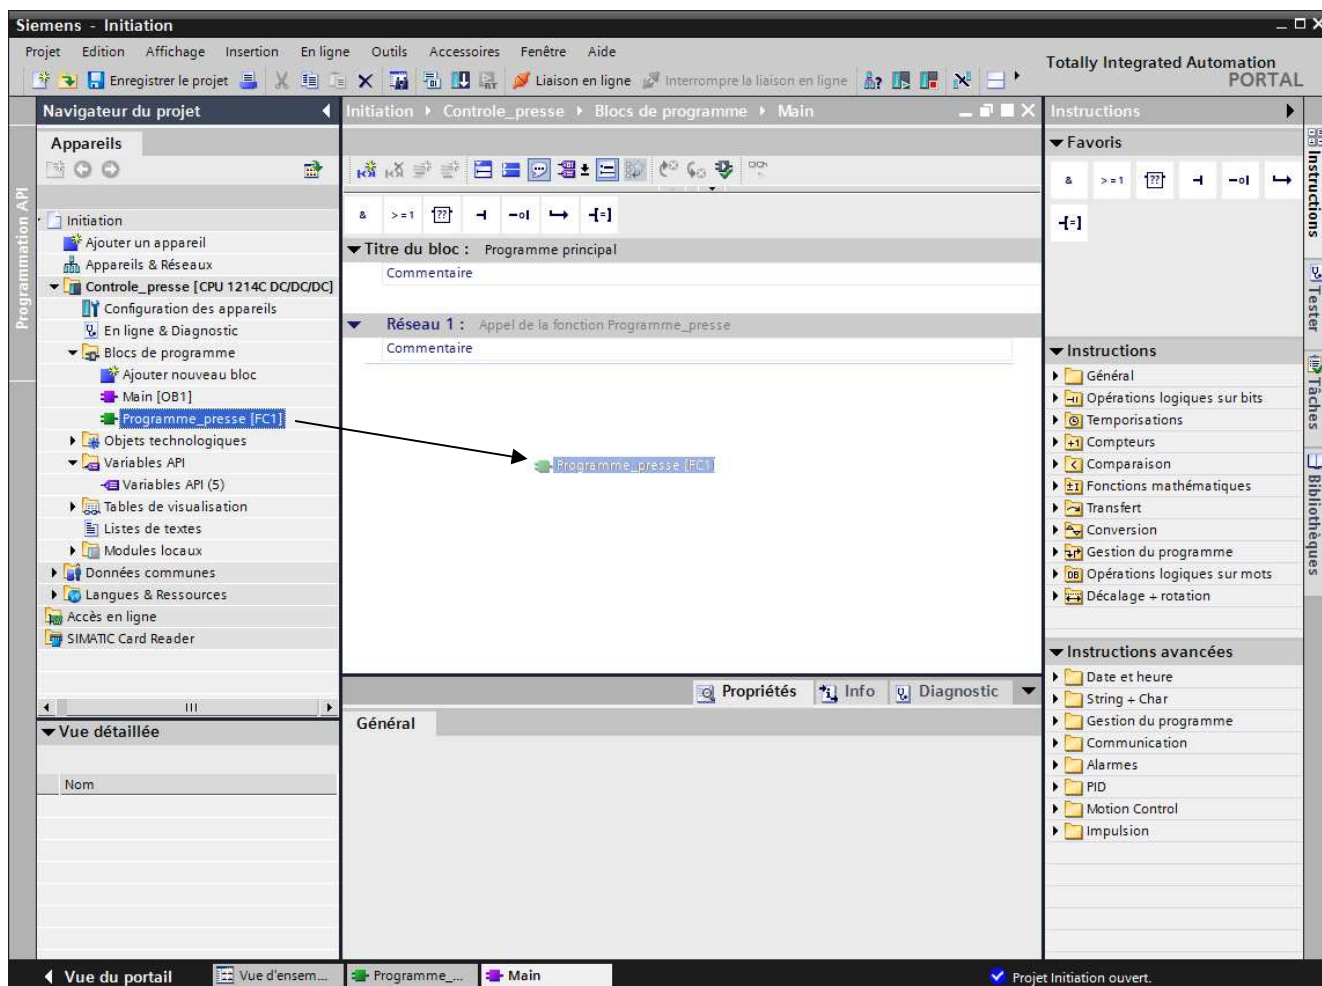 Siemens - Initiation
Projet Edition Affichage Insertion En ligne Outils Accessoires Fenêtre Aide
Totally Integrated Automation
PORTAL
Enregistrer le projet
Liaison en ligne
Interrompre la liaison en ligne
Programmation API
Navigateur du projet
Appareils
Initiation
Ajouter un appareil
Appareils & Réseaux
Controle_presse [CPU 1214C DC/DC/DC]
Configuration des appareils
En ligne & Diagnostic
Blocs de programme
Ajouter nouveau bloc
Main [OB1]
Programme_presse [FC1]
Objets technologiques
Variables API
Variables API (5)
Tables de visualisation
Listes de textes
Modules locaux
Données communes
Langues & Ressources
Accès en ligne
SIMATIC Card Reader
Vue détaillée
Nom
Initiation Controle_presse Blocs de programme Main
& >=1 ?? -| -o| -[=]
Titre du bloc : Programme principal
Commentaire
Réseau 1 : Appel de la fonction Programme_presse
Commentaire
Programme_presse [FC1]
Propriétés Info Diagnostic
Général
Instructions
Favoris
& >=1 ?? -| -o|
-[=]
Instructions
Général
Opérations logiques sur bits
Temporisations
Compteurs
Comparaison
Fonctions mathématiques
Transfert
Conversion
Gestion du programme
Opérations logiques sur mots
Décalage + rotation
Instructions avancées
Date et heure
String + Char
Gestion du programme
Communication
Alarmes
PID
Motion Control
Impulsion
Instructions
Tester
Tâches
Bibliothèques
Vue du portail
Vue d'ensem...
Programme_...
Main
Projet Initiation ouvert.